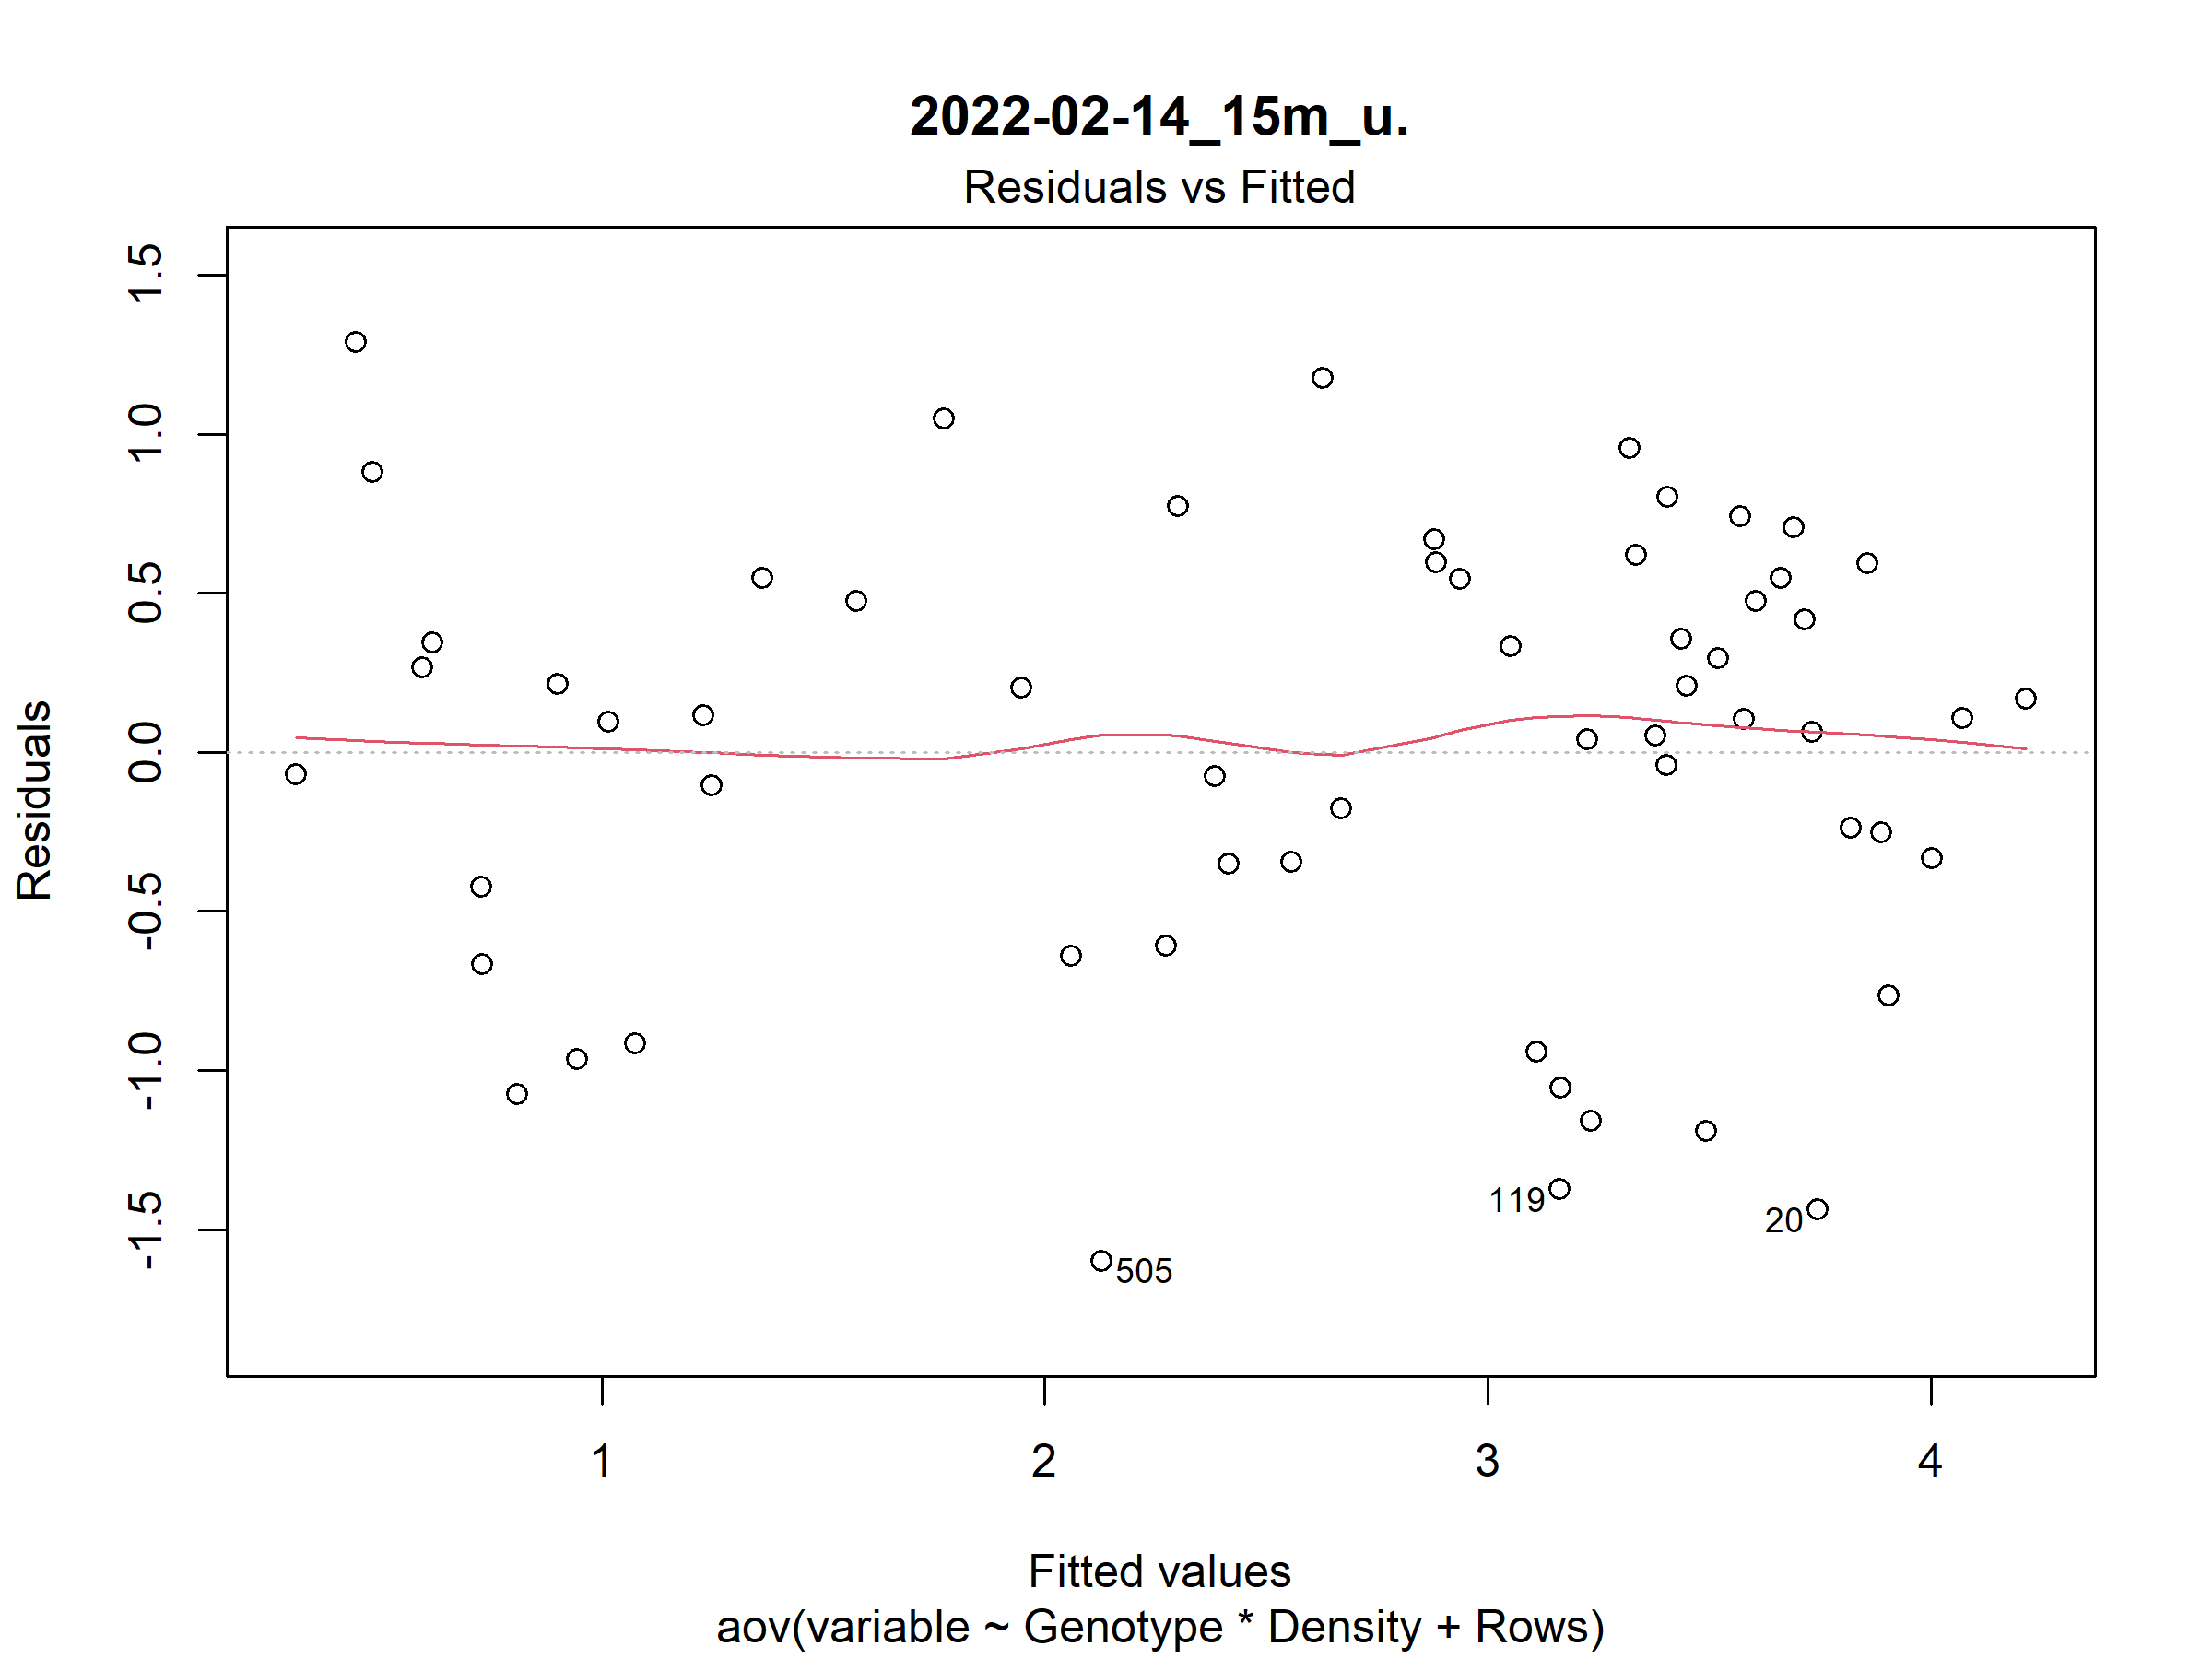 2022-02-14_15m_u.
Residuals vs Fitted
Residuals
1.5
1.0
0.5
0.0
-0.5
-1.0
-1.5
119
20
505
1 2 3 4
Fitted values
aov(variable ~ Genotype * Density + Rows)